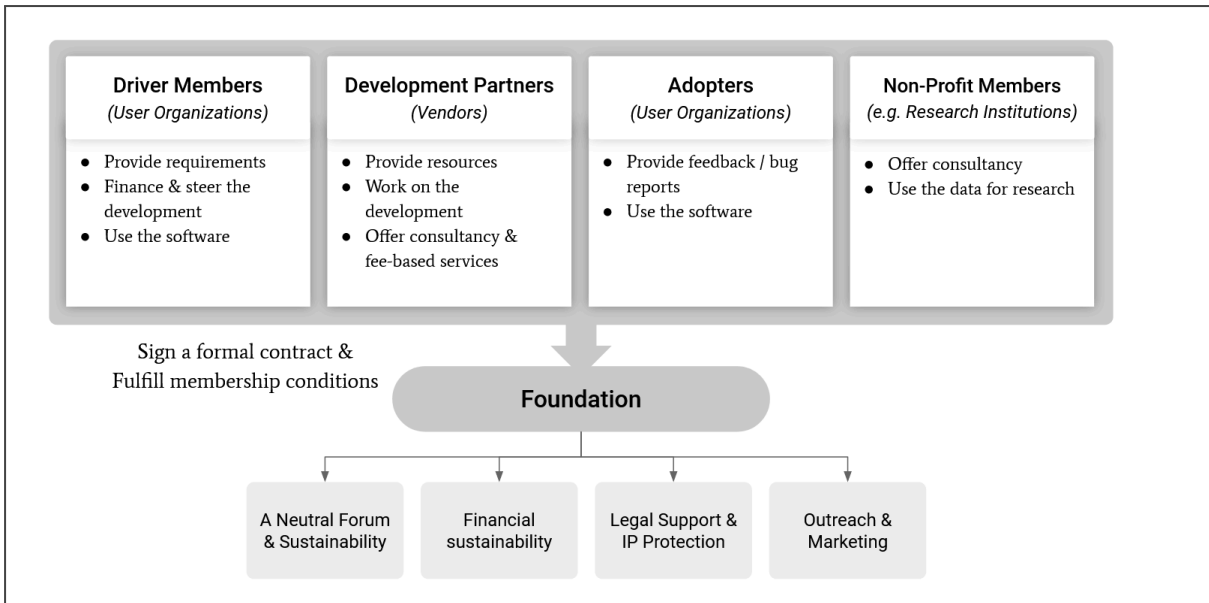 Driver Members
(User Organizations)
● Provide requirements
● Finance & steer the
development
● Use the software
Development Partners
(Vendors)
● Provide resources
● Work on the
development
● Offer consultancy &
fee-based services
Adopters
(User Organizations)
● Provide feedback / bug
reports
● Use the software
Non-Profit Members
(e.g. Research Institutions)
● Offer consultancy
● Use the data for research
Sign a formal contract &
Fulfill membership conditions
Foundation
A Neutral Forum
& Sustainability
Financial
sustainability
Legal Support &
IP Protection
Outreach &
Marketing